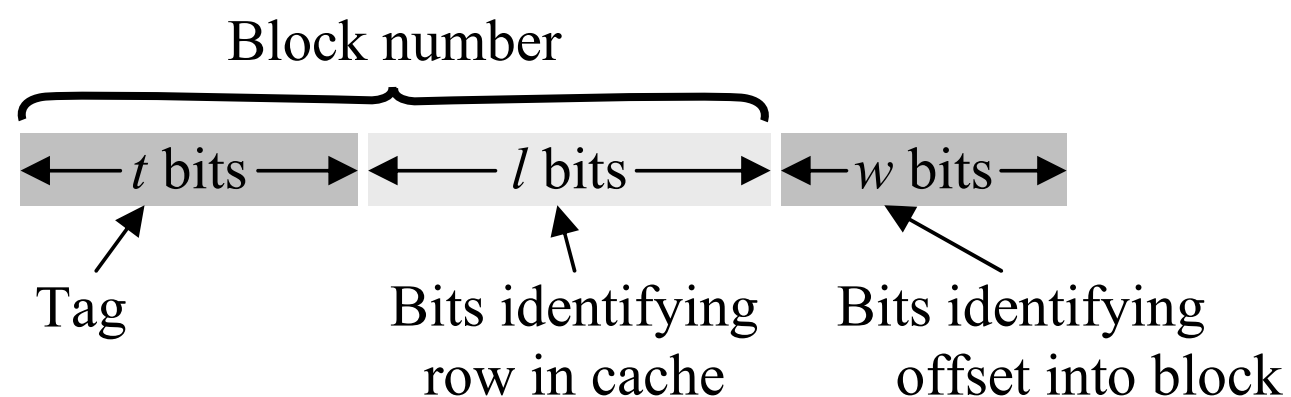 Block number
t bits
l bits
w bits
Tag
Bits identifying
row in cache
Bits identifying
offset into block